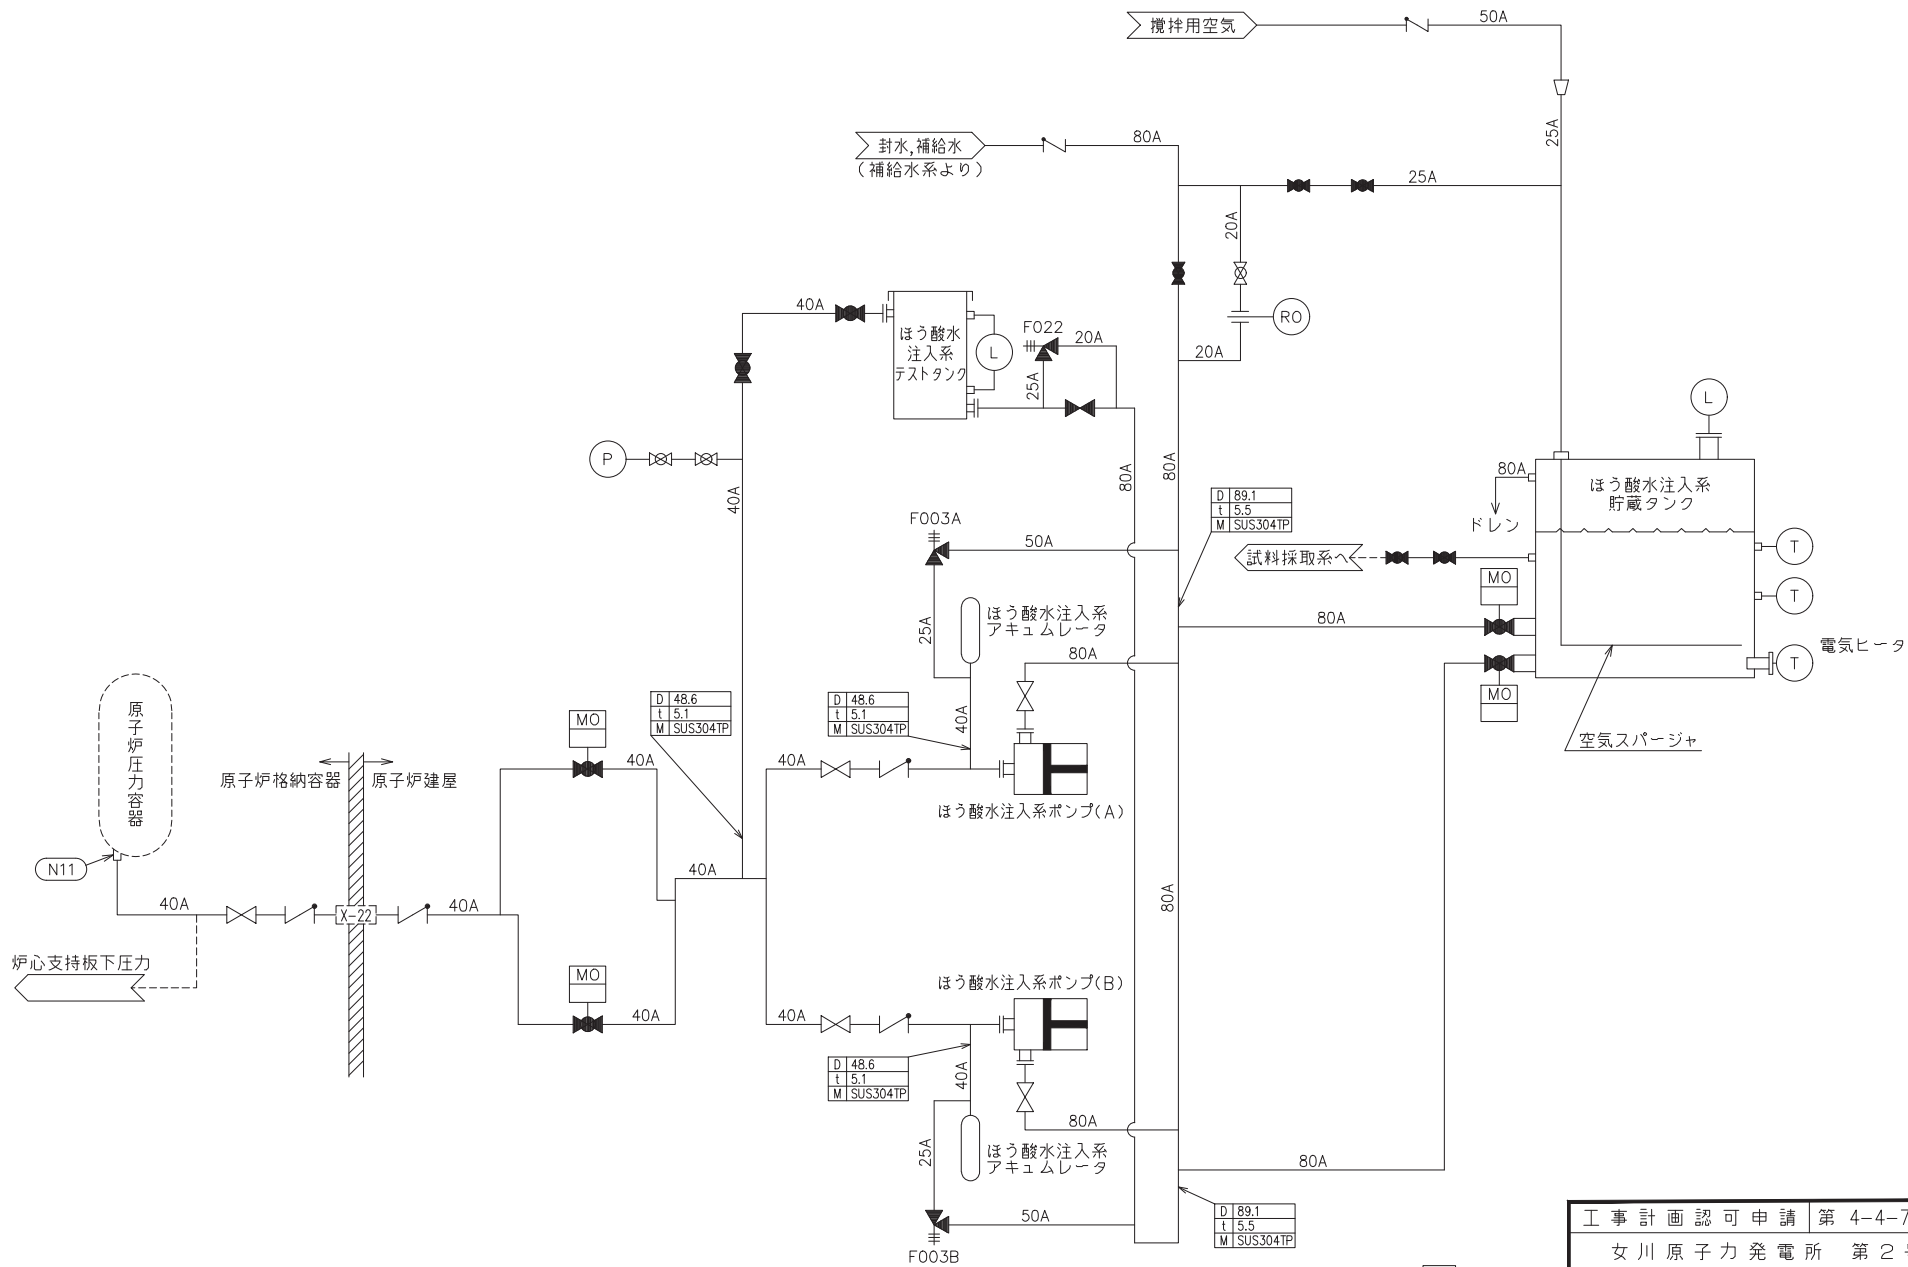 攪拌用空気
50A
25A
封水,補給水
(補給水系より)
80A
25A
20A
RO
20A
40A
ほう酸水
注入系
テストタンク
L
F022
20A
25A
P
40A
80A
80A
L
80A
ドレン
ほう酸水注入系
貯蔵タンク
D 89.1
t 5.5
M SUS304TP
F003A
50A
試料採取系へ
T
MO
T
25A
ほう酸水注入系
アキュムレータ
80A
80A
電気ヒータ
T
MO
空気スパージャ
原子炉圧力容器
D 48.6
t 5.1
M SUS304TP
D 48.6
t 5.1
M SUS304TP
40A
MO
原子炉格納容器
原子炉建屋
40A
40A
ほう酸水注入系ポンプ(A)
N11
40A
40A
X-22
40A
80A
炉心支持板下圧力
MO
40A
ほう酸水注入系ポンプ(B)
40A
D 48.6
t 5.1
M SUS304TP
40A
80A
25A
ほう酸水注入系
アキュムレータ
80A
50A
F003B
D 89.1
t 5.5
M SUS304TP
工事計画認可申請 第 4-4-7
女川原子力発電所 第2